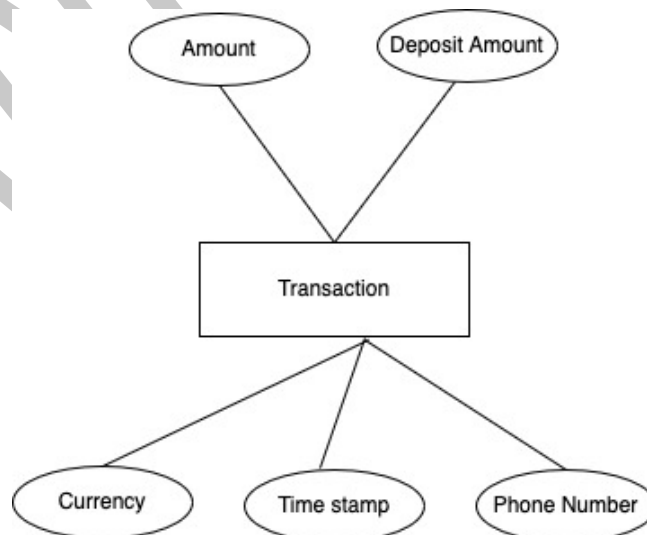 Amount
Deposit Amount
Transaction
Currency
Time stamp
Phone Number